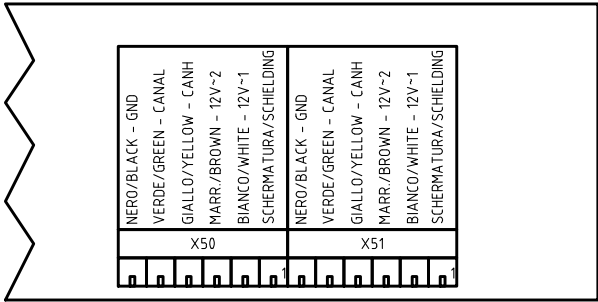 NERO/BLACK - GND
VERDE/GREEN - CANAL
GIALLO/YELLOW - CANH
MARR./BROWN - 12V~2
BIANCO/WHITE - 12V~1
SCHERMATURA/SCHIELDING
NERO/BLACK - GND
VERDE/GREEN - CANAL
GIALLO/YELLOW - CANH
MARR./BROWN - 12V~2
BIANCO/WHITE - 12V~1
SCHERMATURA/SCHIELDING
X50
X51
1
1